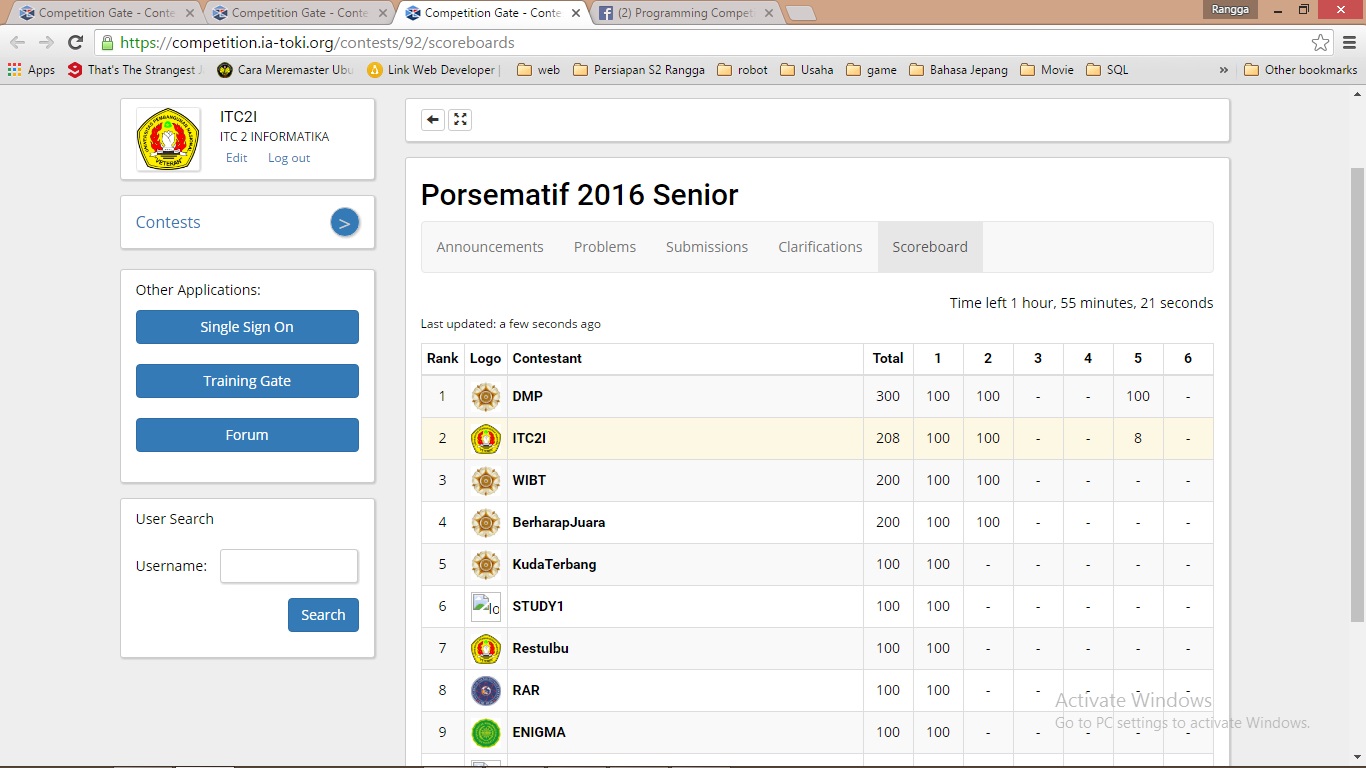 Competition Gate - Conte
Competition Gate - Conte
Competition Gate - Conte
(2) Programming Compet
Rangga
https://competition.ia-toki.org/contests/92/scoreboards
Apps
That's The Strangest J
Cara Meremaster Ubu
Link Web Developer |
web
Persiapan S2 Rangga
robot
Usaha
game
Bahasa Jepang
Movie
SQL
»
Other bookmarks
ITC2I
ITC 2 INFORMATIKA
Edit Log out
Contests >
Other Applications:
Single Sign On
Training Gate
Forum
User Search
Username:
Search
Porsematif 2016 Senior
Announcements Problems Submissions Clarifications Scoreboard
Time left 1 hour, 55 minutes, 21 seconds
Last updated: a few seconds ago
Rank Logo Contestant Total 1 2 3 4 5 6
1 DMP 300 100 100 - - 100 -
2 ITC2I 208 100 100 - - 8 -
3 WIBT 200 100 100 - - - -
4 BerharapJuara 200 100 100 - - - -
5 KudaTerbang 100 100 - - - - -
6 lo STUDY1 100 100 - - - - -
7 RestuIbu 100 100 - - - - -
8 RAR 100 100 - - - - -
9 ENIGMA 100 100 - - - - -
Activate Windows
Go to PC settings to activate Windows.